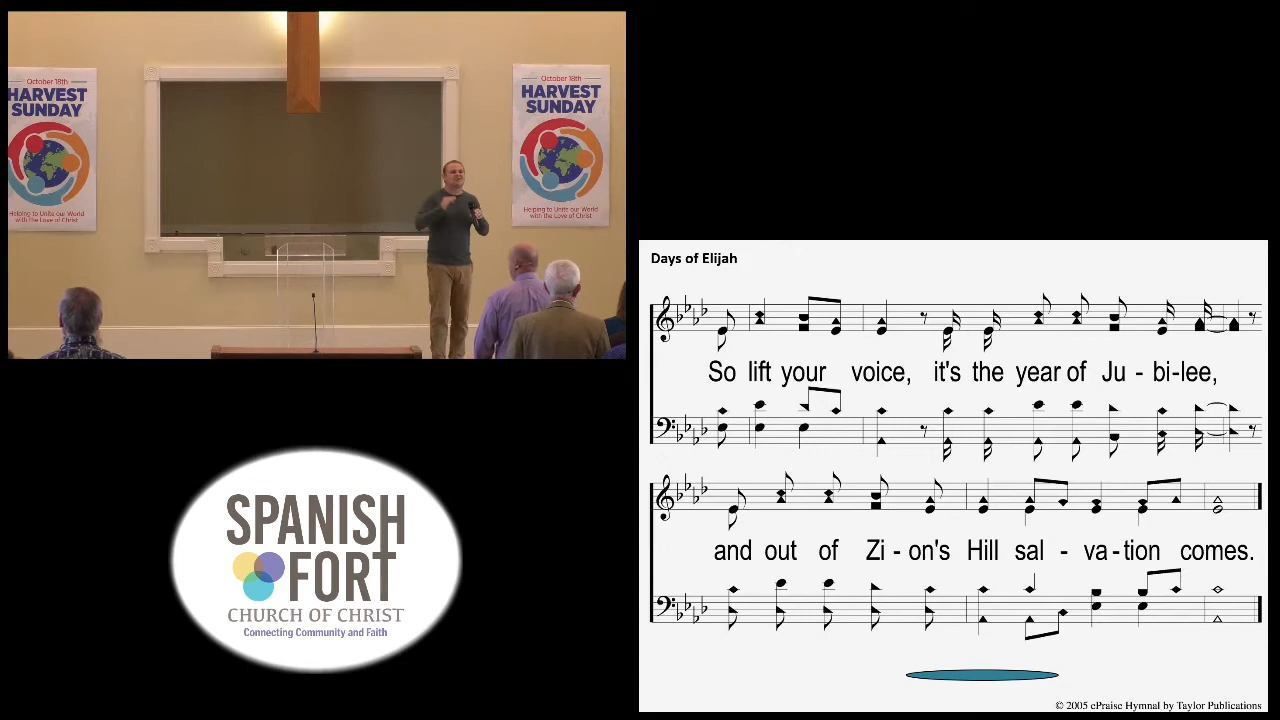 October 18th
HARVEST
SUNDAY
Helping to Unite our World
with the Love of Christ
October 18th
HARVEST
SUNDAY
Helping to Unite our World
with the Love of Christ
SPANISH
FORT
CHURCH OF CHRIST
Connecting Community and Faith
Days of Elijah
So lift your voice, it's the year of Ju - bi-lee,
and out of Zi - on's Hill sal - va-tion comes.
© 2005 ePraise Hymnal by Taylor Publications